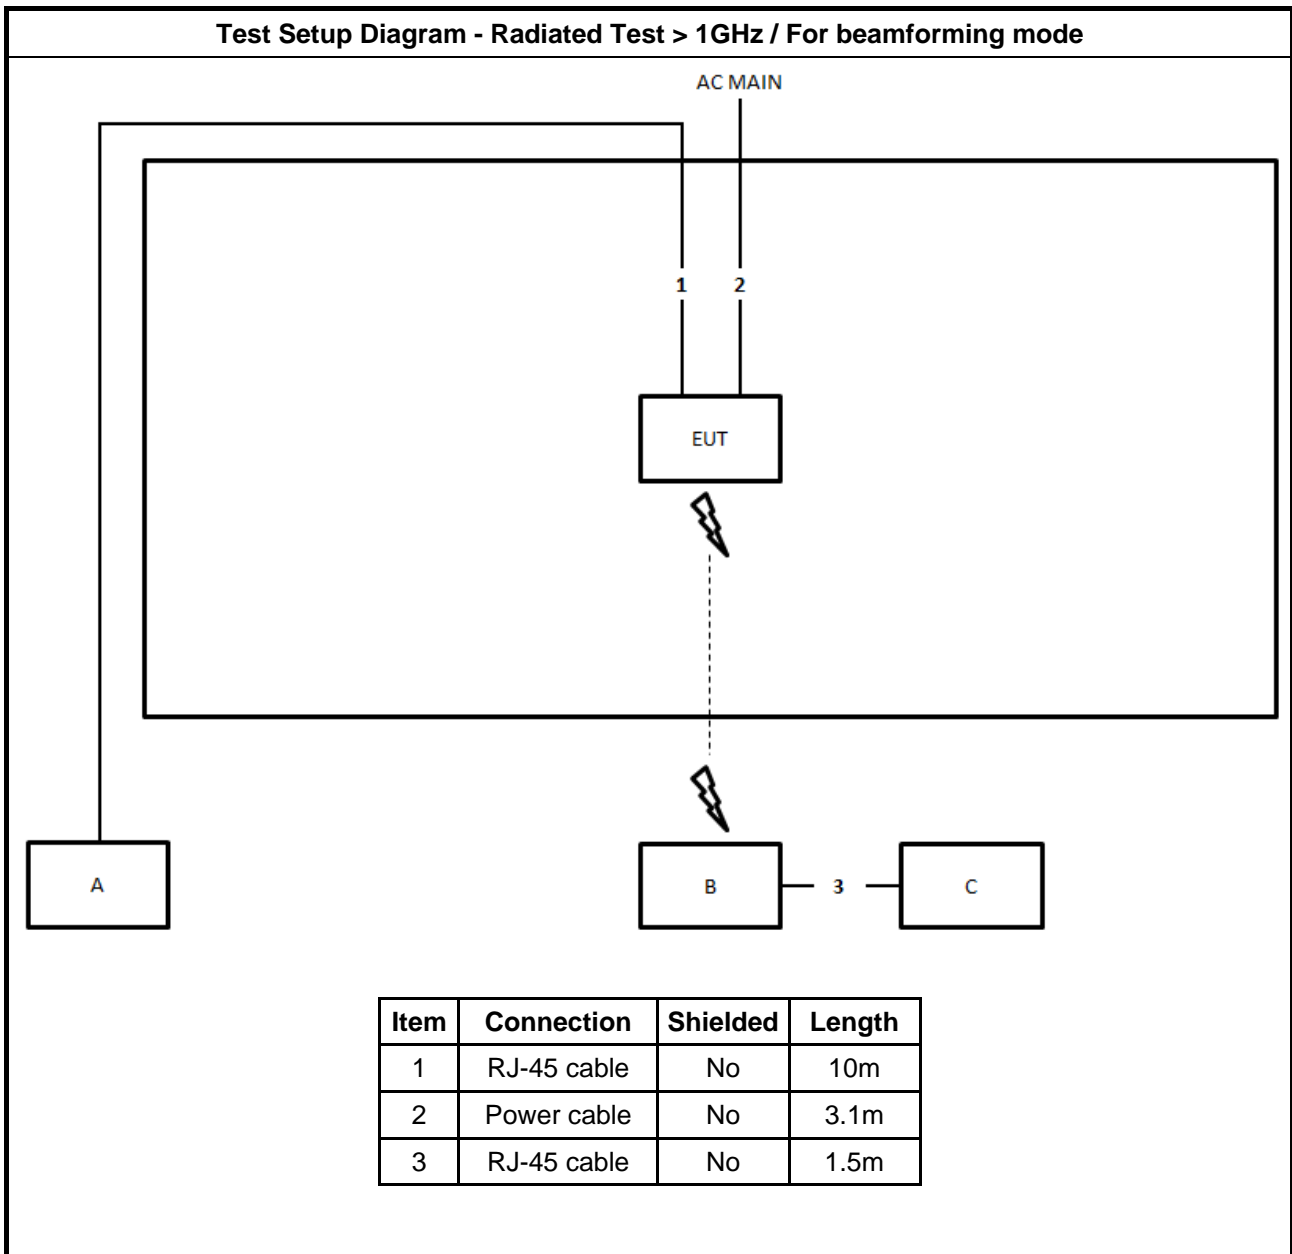 Test Setup Diagram - Radiated Test > 1GHz / For beamforming mode
AC MAIN
1 2
EUT
A B 3 C
Item Connection Shielded Length
1 RJ-45 cable No 10m
2 Power cable No 3.1m
3 RJ-45 cable No 1.5m